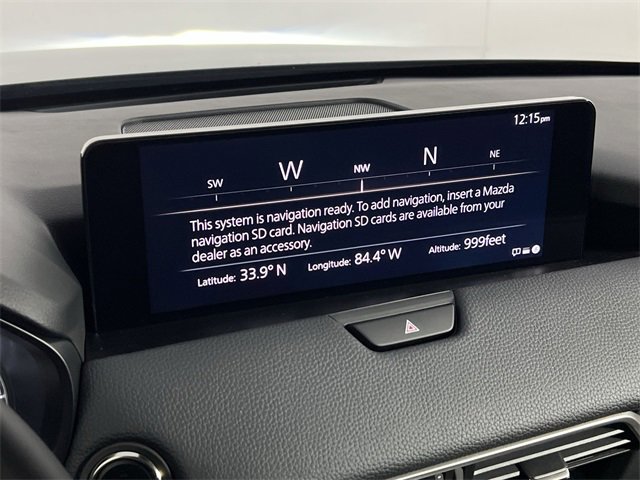 12:15pm
SW W NW N NE
This system is navigation ready. To add navigation, insert a Mazda
navigation SD card. Navigation SD cards are available from your
dealer as an accessory.
Latitude: 33.9° N Longitude: 84.4° W Altitude: 999feet